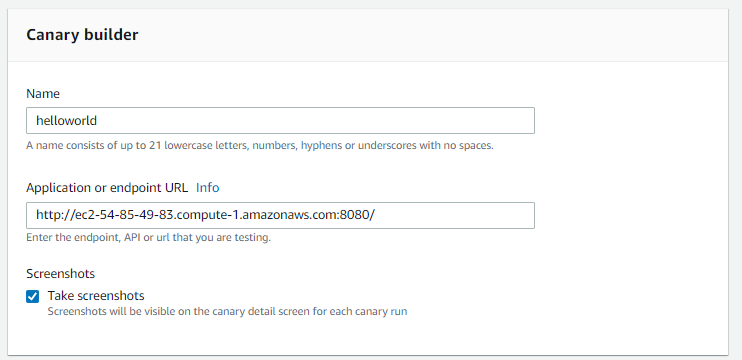 Canary builder
Name
helloworld
A name consists of up to 21 lowercase letters, numbers, hyphens or underscores with no spaces.
Application or endpoint URL Info
http://ec2-54-85-49-83.compute-1.amazonaws.com:8080/
Enter the endpoint, API or url that you are testing.
Screenshots
Take screenshots
Screenshots will be visible on the canary detail screen for each canary run